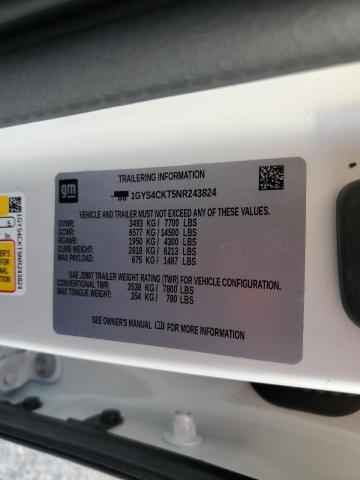 gm
TRAILERING INFORMATION
1GYS4CKT5NR243824
VEHICLE AND TRAILER MUST NOT EXCEED ANY OF THESE VALUES.
GVWR: 3493 KG / 7700 LBS
GCWR: 6577 KG /14500 LBS
RGAWR: 1950 KG / 4300 LBS
CURB WEIGHT: 2818 KG / 6213 LBS
MAX PAYLOAD: 675 KG / 1487 LBS
SAE J2807 TRAILER WEIGHT RATING (TWR) FOR VEHICLE CONFIGURATION.
CONVENTIONAL TWR: 3538 KG / 7800 LBS
MAX TONGUE WEIGHT: 354 KG / 780 LBS
SEE OWNER'S MANUAL FOR MORE INFORMATION
1GYS4CKT5NR243824